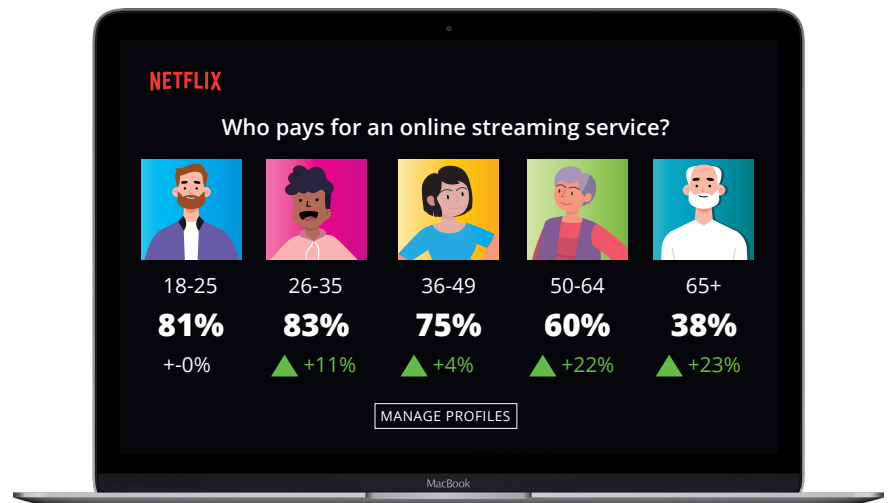 NETFLIX
Who pays for an online streaming service?
18-25 26-35 36-49 50-64 65+
81% 83% 75% 60% 38%
+-0% +11% +4% +22% +23%
MANAGE PROFILES
MacBook